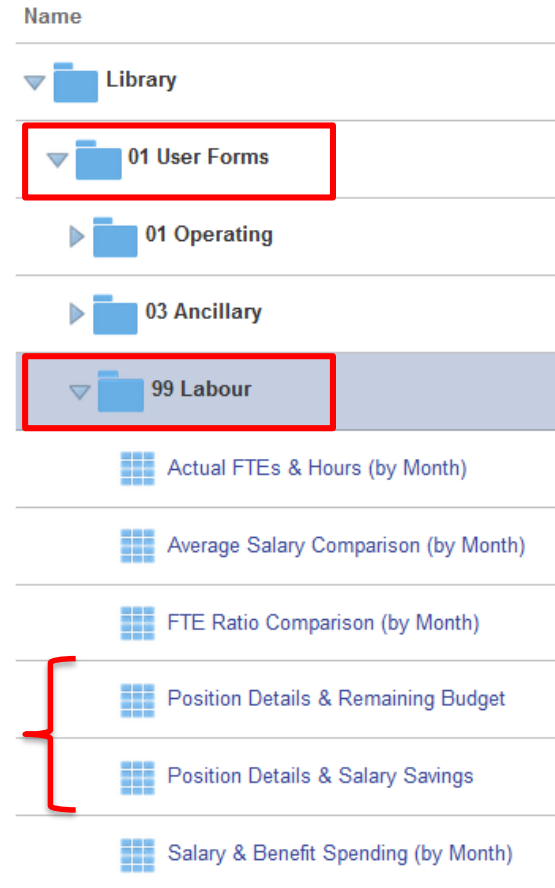 Name
Library
01 User Forms
01 Operating
03 Ancillary
99 Labour
Actual FTEs & Hours (by Month)
Average Salary Comparison (by Month)
FTE Ratio Comparison (by Month)
Position Details & Remaining Budget
Position Details & Salary Savings
Salary & Benefit Spending (by Month)